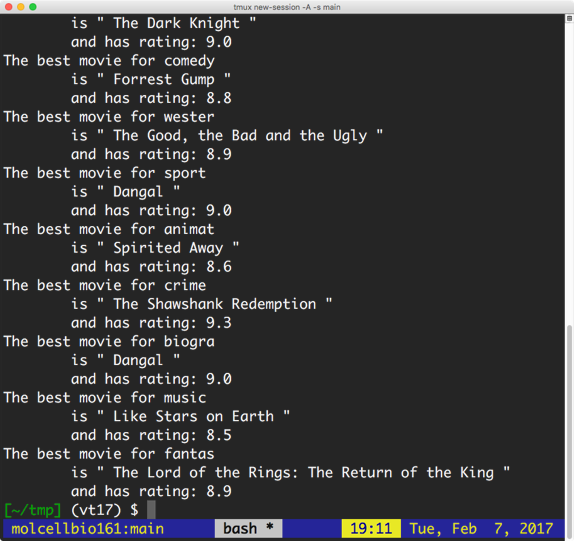 tmux new-session -A -s main
is " The Dark Knight "
and has rating: 9.0
The best movie for comedy
is " Forrest Gump "
and has rating: 8.8
The best movie for wester
is " The Good, the Bad and the Ugly "
and has rating: 8.9
The best movie for sport
is " Dangal "
and has rating: 9.0
The best movie for animat
is " Spirited Away "
and has rating: 8.6
The best movie for crime
is " The Shawshank Redemption "
and has rating: 9.3
The best movie for biogra
is " Dangal "
and has rating: 9.0
The best movie for music
is " Like Stars on Earth "
and has rating: 8.5
The best movie for fantas
is " The Lord of the Rings: The Return of the King "
and has rating: 8.9
[~/tmp] (vt17) $
molcellbio161:main bash * 19:11 Tue, Feb 7, 2017